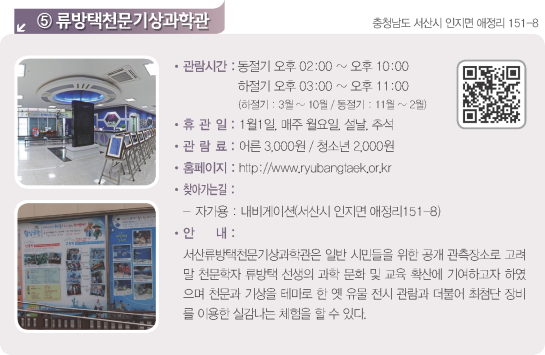 ⑤ 류방택천문기상과학관
충청남도 서산시 인지면 애정리 151-8
• 관람시간 : 동절기 오후 02:00 ~ 오후 10:00
하절기 오후 03:00 ~ 오후 11:00
(하절기 : 3월 ~ 10월 / 동절기 : 11월 ~ 2월)
• 휴 관 일 : 1월1일, 매주 월요일, 설날, 추석
• 관 람 료 : 어른 3,000원 / 청소년 2,000원
• 홈페이지 : http://www.ryubangtaek.or.kr
• 찾아가는길 :
- 자가용 : 내비게이션(서산시 인지면 애정리151-8)
• 안 내 :
서산류방택천문기상과학관은 일반 시민들을 위한 공개 관측장소로 고려
말 천문학자 류방택 선생의 과학 문화 및 교육 확산에 기여하고자 하였
으며 천문과 기상을 테마로 한 옛 유물 전시 관람과 더불어 최첨단 장비
를 이용한 실감나는 체험을 할 수 있다.